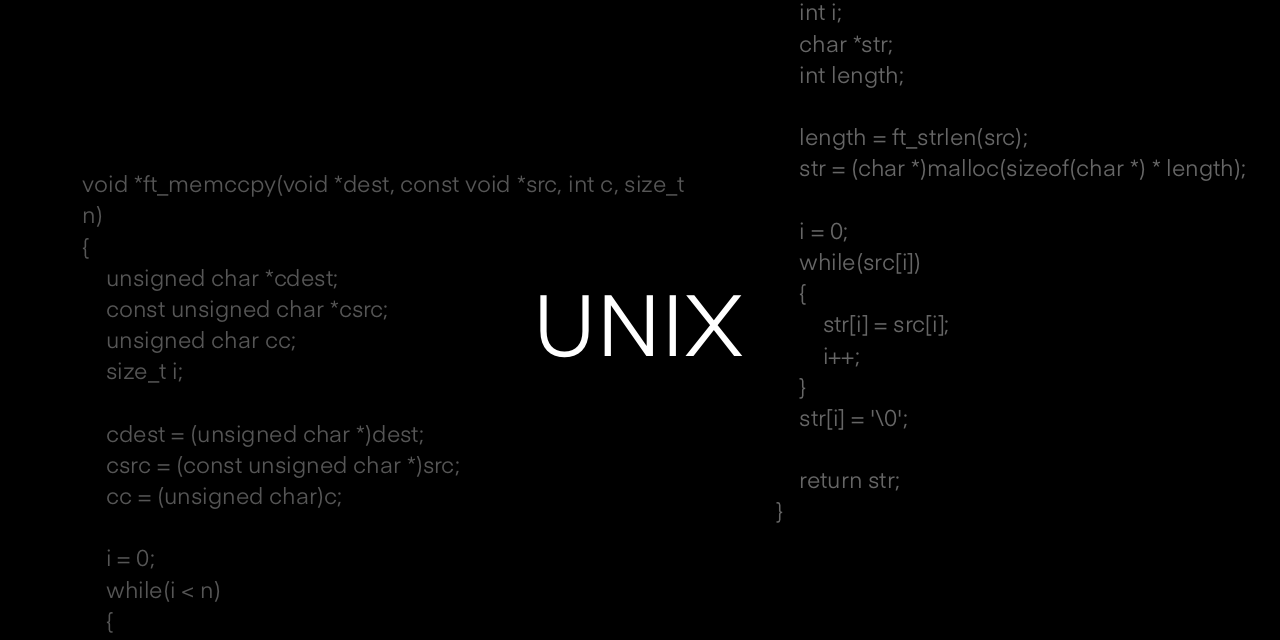 void *ft_memccpy(void *dest, const void *src, int c, size_t
n)
{
unsigned char *cdest;
const unsigned char *csrc;
unsigned char cc;
size_t i;
cdest = (unsigned char *)dest;
csrc = (const unsigned char *)src;
cc = (unsigned char)c;
i = 0;
while(i < n)
{
UNIX
int i;
char *str;
int length;
length = ft_strlen(src);
str = (char *)malloc(sizeof(char *) * length);
i = 0;
while(src[i])
{
str[i] = src[i];
i++;
}
str[i] = '\0';
return str;
}